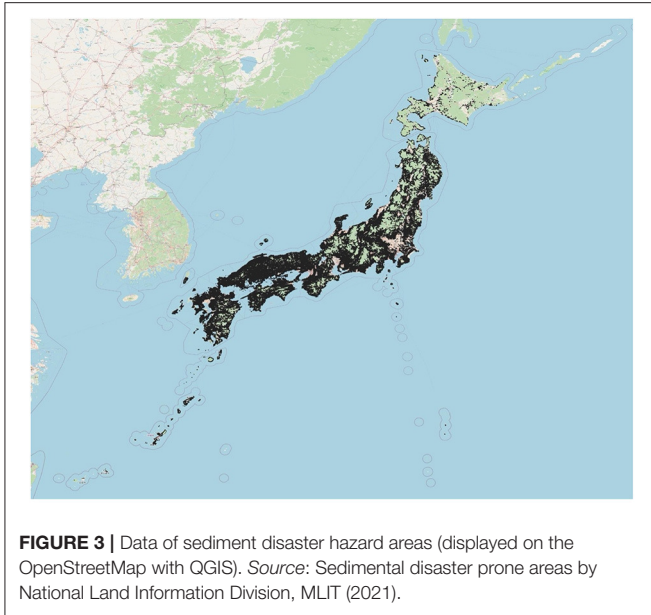 FIGURE 3 | Data of sediment disaster hazard areas (displayed on the
OpenStreetMap with QGIS). Source: Sedimental disaster prone areas by
National Land Information Division, MLIT (2021).